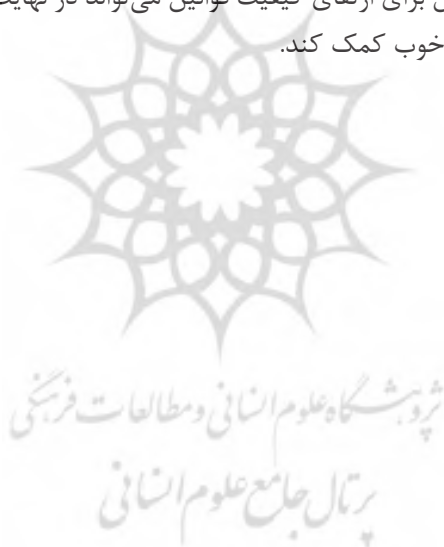 برای ارتقای کیفیت قوانین می‌تواند در نهایت
خوب کمک کند.
پژوهشگاه علوم انسانی و مطالعات فرهنگی
پرتال جامع علوم انسانی